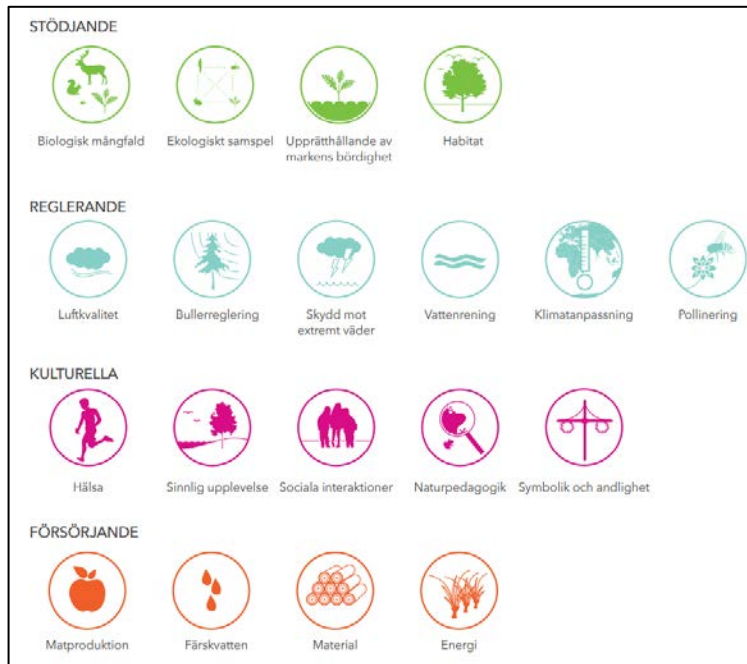 STÖDJANDE
Biologisk mångfald
Ekologiskt samspel
Upprätthållande av
markens bördighet
Habitat
REGLERANDE
Luftkvalitet
Bullerreglering
Skydd mot
extremt väder
Vattenrening
Klimatanpassning
Pollinering
KULTURELLA
Hälsa
Sinnlig upplevelse
Sociala interaktioner
Naturpedagogik
Symbolik och andlighet
FÖRSÖRJANDE
Matproduktion
Färskvatten
Material
Energi